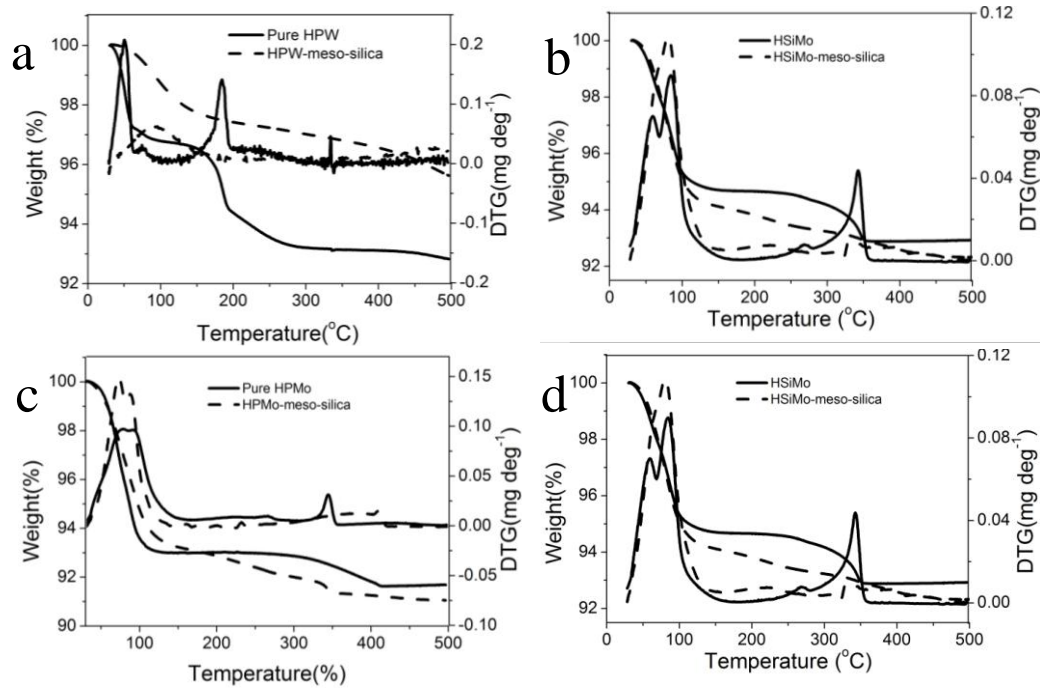 a
Pure HPW
HPW-meso-silica
Weight (%)
100
98
96
94
92
0.2
0.1
0.0
-0.1
-0.2
DTG(mg deg-1)
0
100
200
300
400
500
Temperature(oC)
b
HSiMo
HSiMo-meso-silica
Weight(%)
100
98
96
94
92
0.12
0.08
0.04
0.00
DTG(mg deg-1)
0
100
200
300
400
500
Temperature (oC)
c
Pure HPMo
HPMo-meso-silica
Weight(%)
100
98
96
94
92
90
0.15
0.10
0.05
0.00
-0.05
-0.10
DTG(mg deg-1)
100
200
300
400
500
Temperature(%)
d
HSiMo
HSiMo-meso-silica
Weight(%)
100
98
96
94
92
0.12
0.08
0.04
0.00
DTG(mg deg-1)
0
100
200
300
400
500
Temperature (oC)